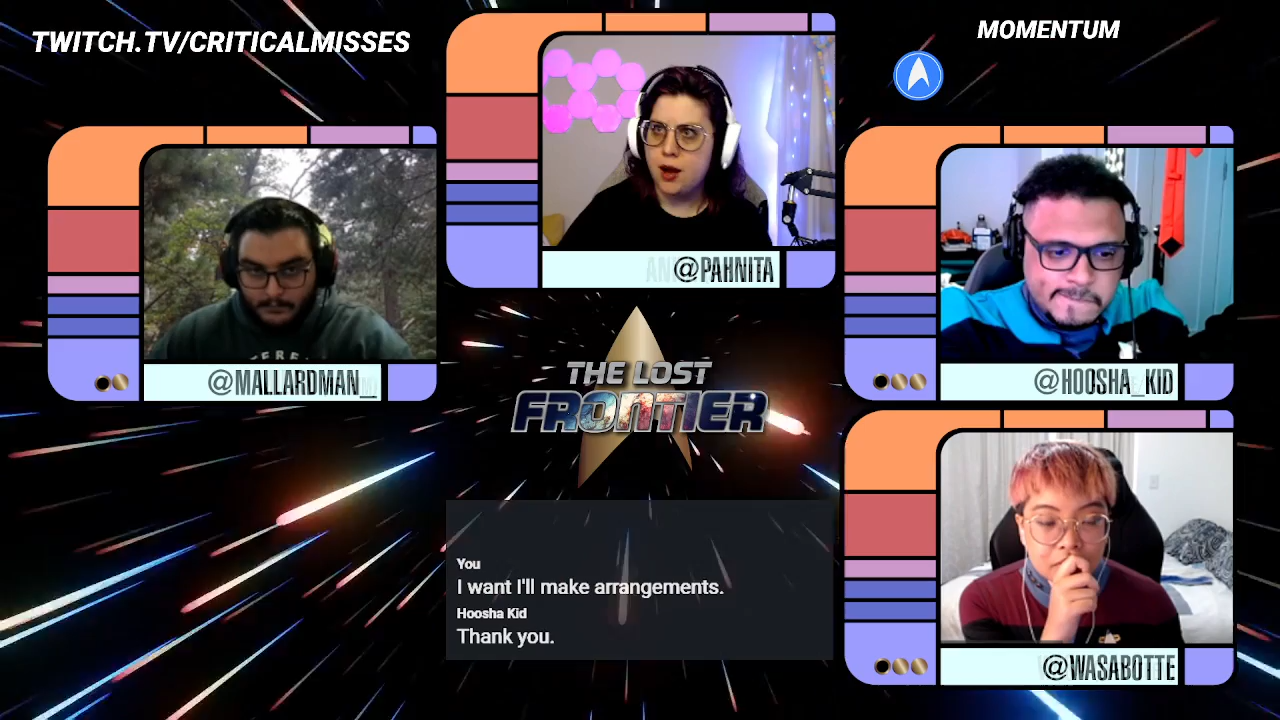 TWITCH.TV/CRITICALMISSES
MOMENTUM
@PAHNITA
@MALLARDMAN_
@HOOSHA_KID
THE LOST
FRONTIER
@WASABOTTE
You
I want I'll make arrangements.
Hoosha Kid
Thank you.